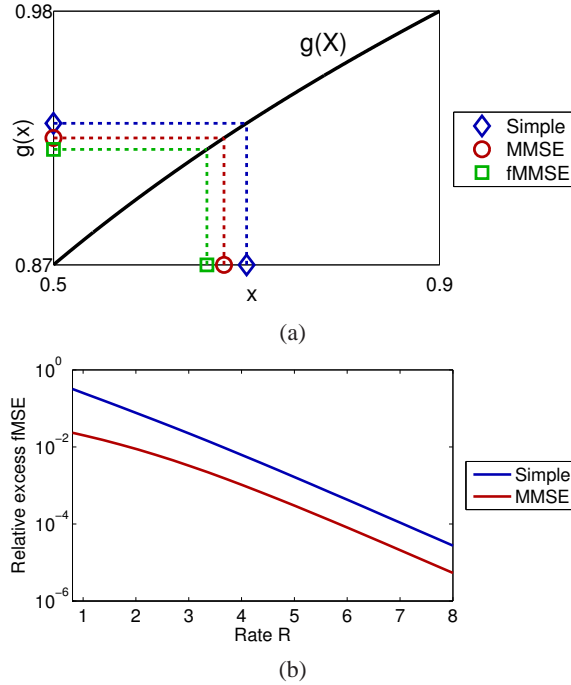 0.98
g(X)
g(x)
0.87
0.5
x
0.9
Simple
MMSE
fMMSE
(a)
10^0
10^-2
10^-4
10^-6
Relative excess fMSE
1 2 3 4 5 6 7 8
Rate R
Simple
MMSE
(b)